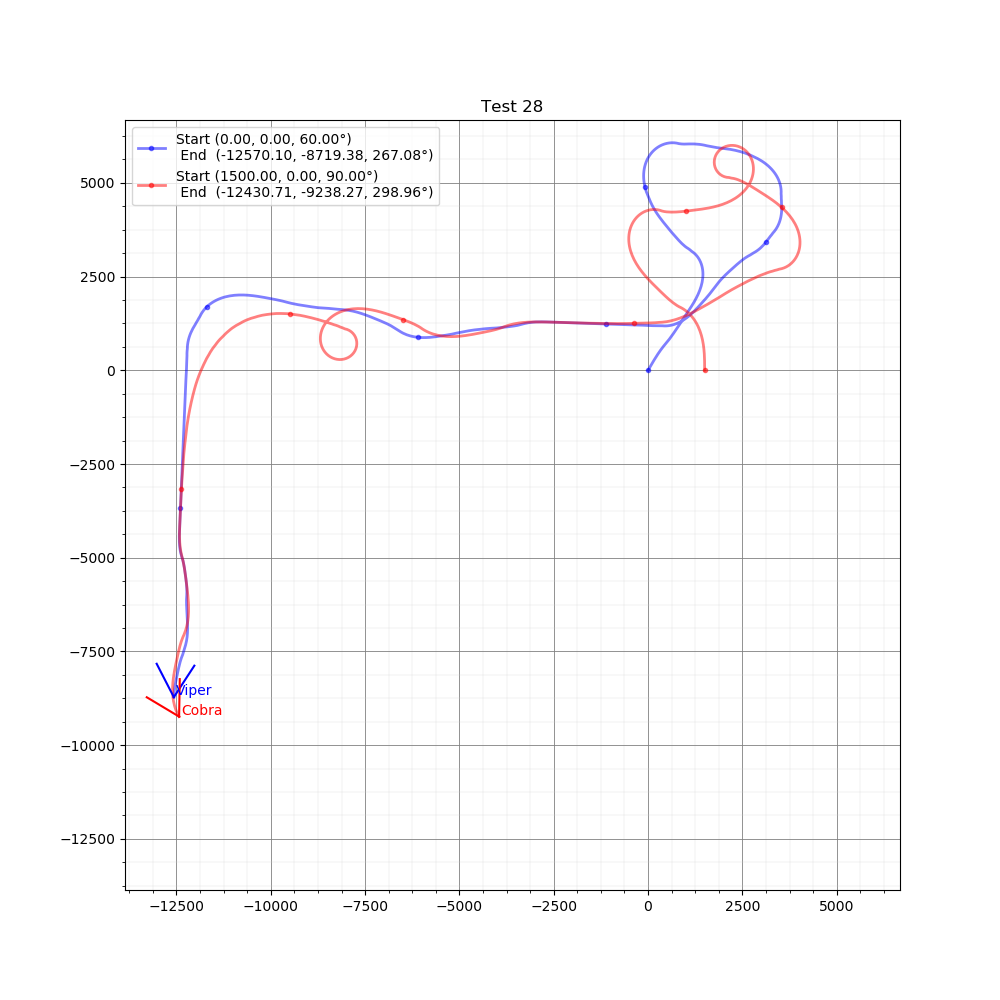 Test 28
Start (0.00, 0.00, 60.00°)
End  (-12570.10, -8719.38, 267.08°)
Start (1500.00, 0.00, 90.00°)
End  (-12430.71, -9238.27, 298.96°)
5000
2500
0
−2500
−5000
−7500
−10000
−12500
Viper
Cobra
−12500 −10000 −7500 −5000 −2500 0 2500 5000